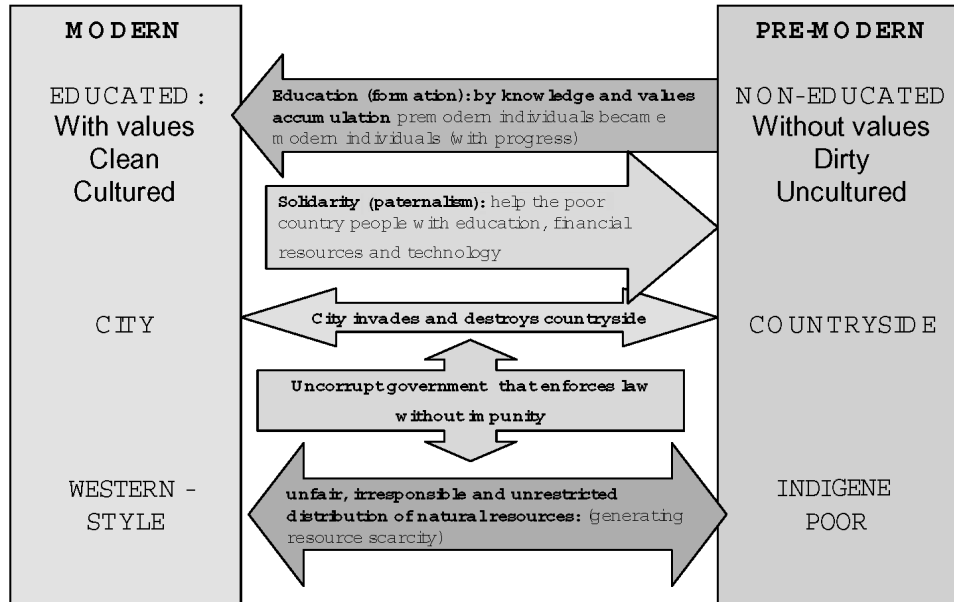 MODERN
EDUCATED:
With values
Clean
Cultured
CITY
WESTERN-
STYLE
Education (formation): by knowledge and values
accumulation premodern individuals became
modern individuals (with progress)
Solidarity (paternalism): help the poor
country people with education, financial
resources and technology
City invades and destroys countryside
Uncorrupt government that enforces law
without impunity
unfair, irresponsible and unrestricted
distribution of natural resources: (generating
resource scarcity)
PRE-MODERN
NON-EDUCATED
Without values
Dirty
Uncultured
COUNTRYSIDE
INDIGENE
POOR